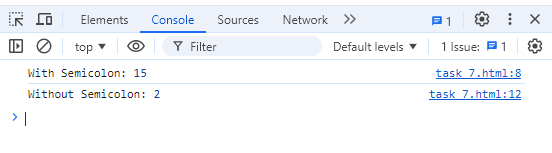 Elements Console Sources Network 1
top Filter Default levels 1 Issue: 1
With Semicolon: 15 task 7.html:8
Without Semicolon: 2 task 7.html:12